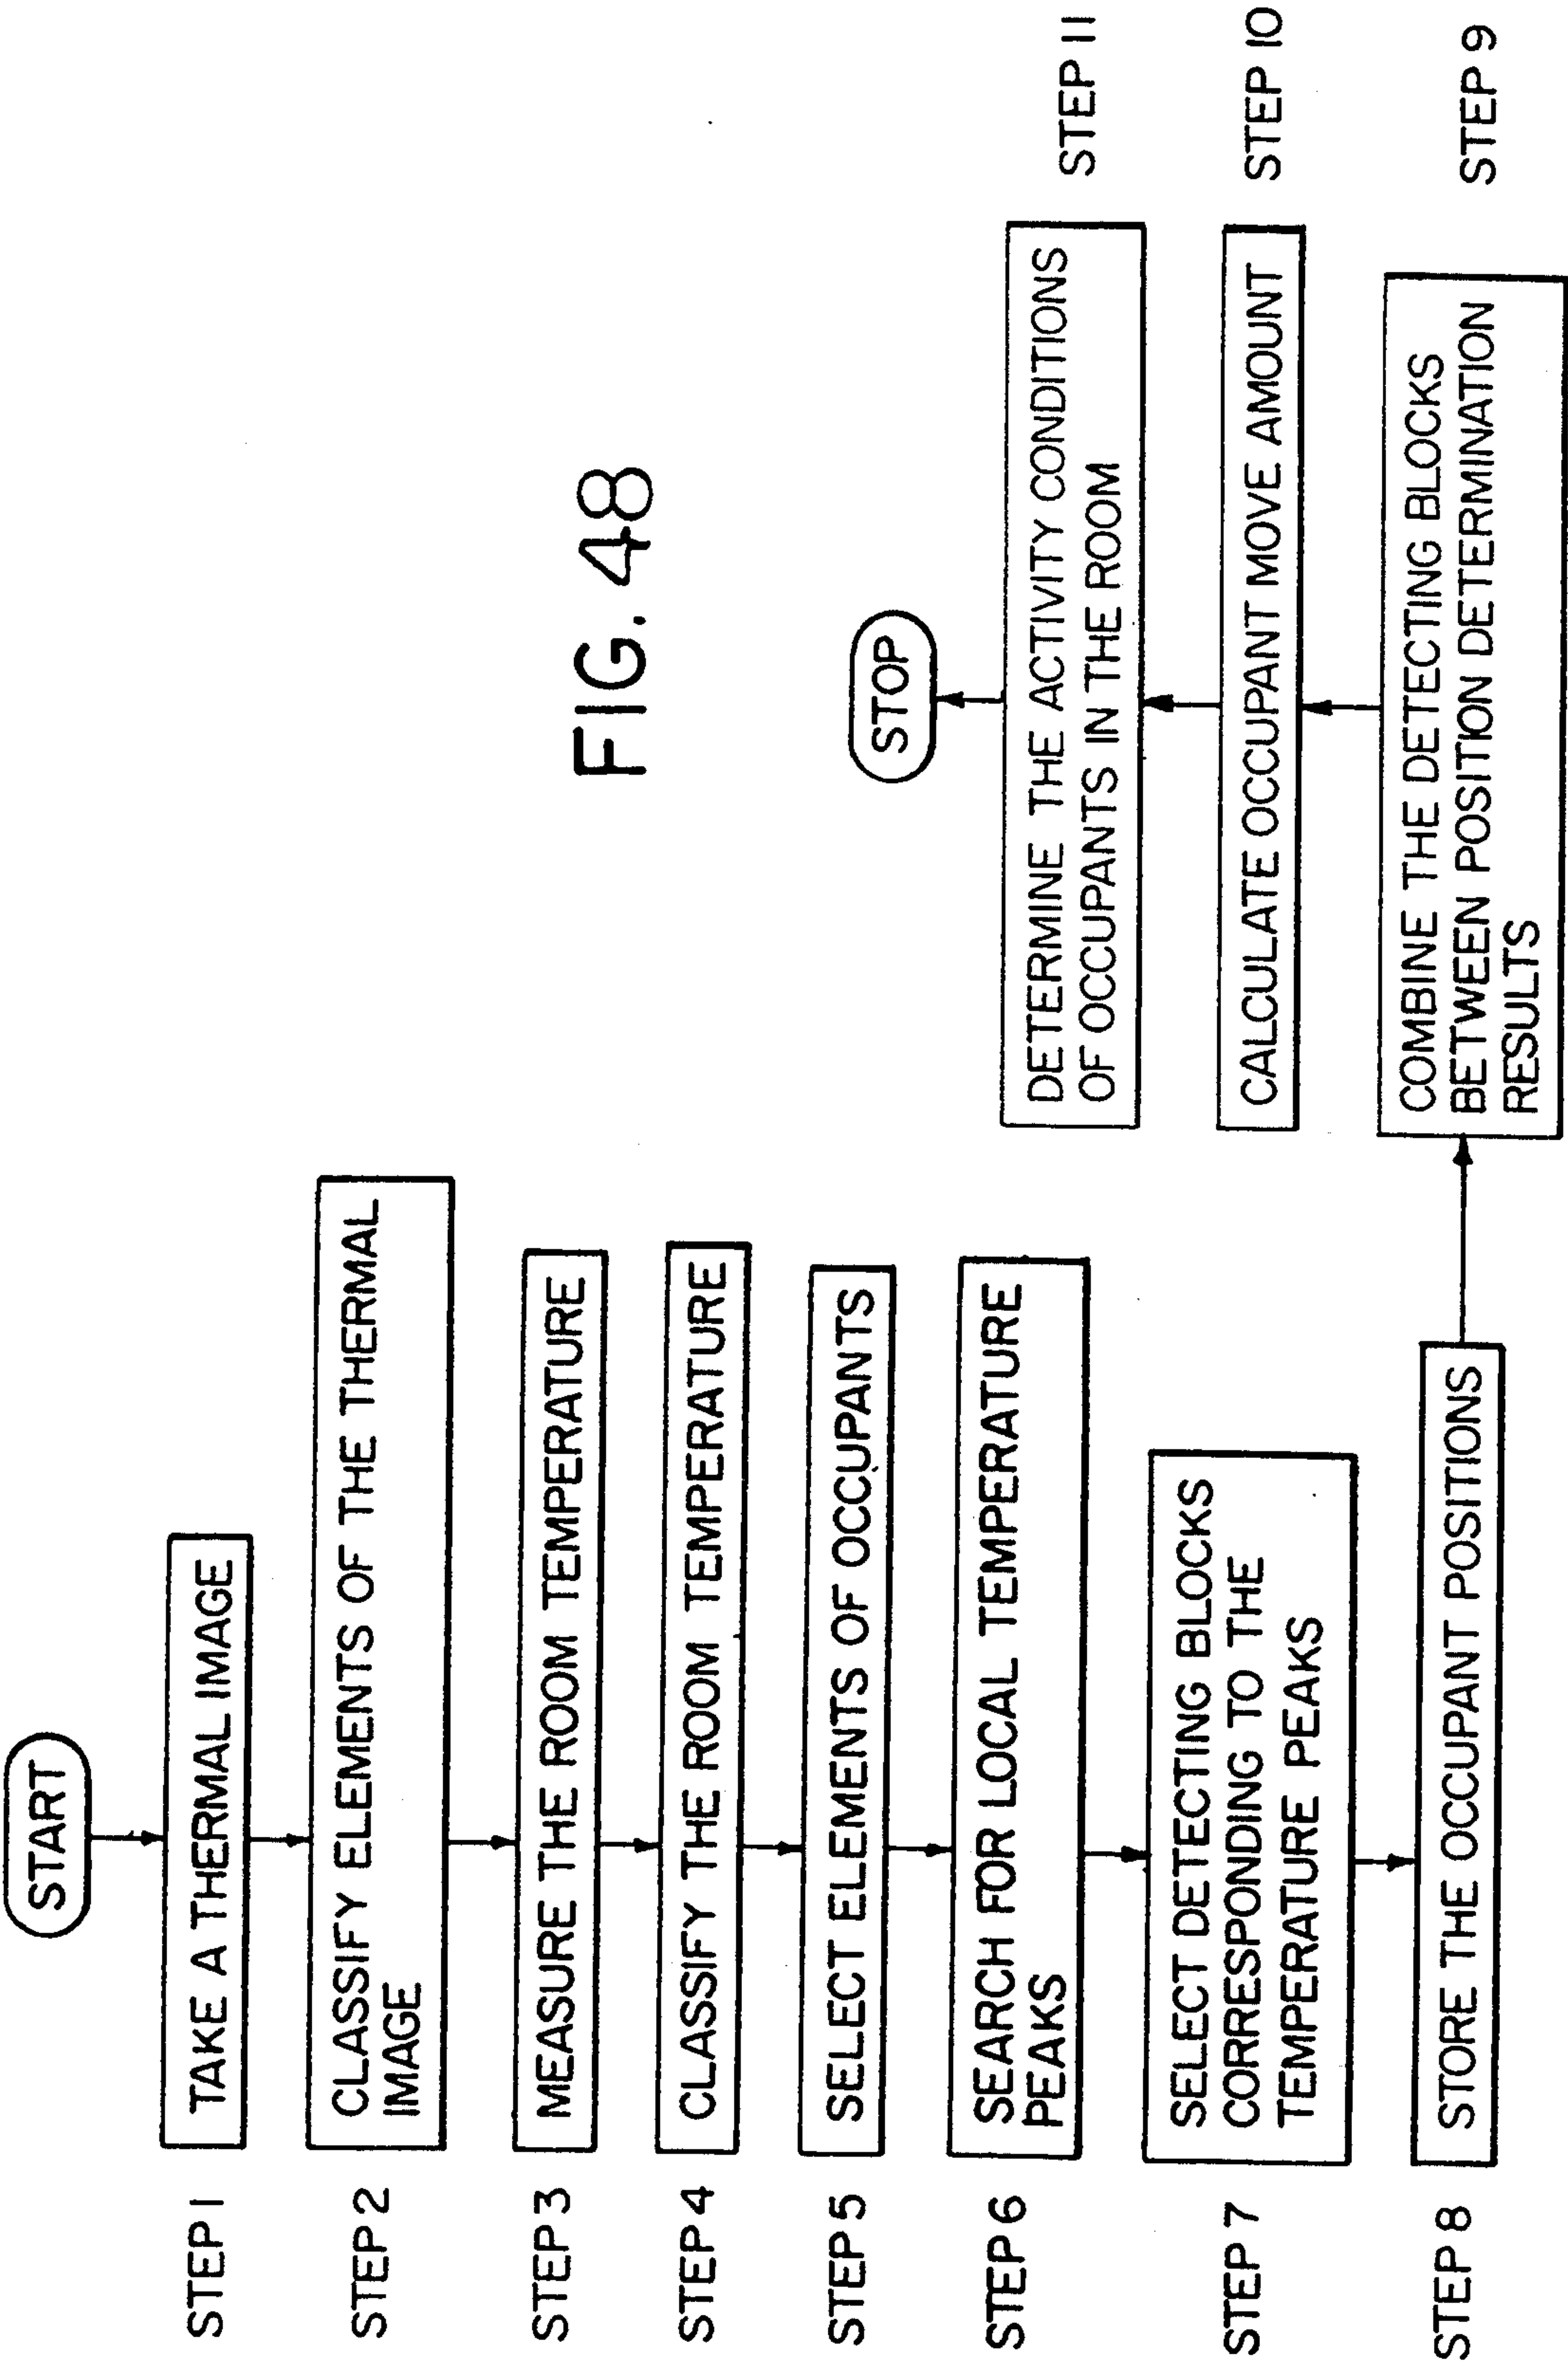 FIG. 48
START
STEP 1
TAKE A THERMAL IMAGE
STEP 2
CLASSIFY ELEMENTS OF THE THERMAL
IMAGE
STEP 3
MEASURE THE ROOM TEMPERATURE
STEP 4
CLASSIFY THE ROOM TEMPERATURE
STEP 5
SELECT ELEMENTS OF OCCUPANTS
STEP 6
SEARCH FOR LOCAL TEMPERATURE
PEAKS
STEP 7
SELECT DETECTING BLOCKS
CORRESPONDING TO THE
TEMPERATURE PEAKS
STEP 8
STORE THE OCCUPANT POSITIONS
COMBINE THE DETECTING BLOCKS
BETWEEN POSITION DETERMINATION
RESULTS
STEP 9
CALCULATE OCCUPANT MOVE AMOUNT
STEP 10
DETERMINE THE ACTIVITY CONDITIONS
OF OCCUPANTS IN THE ROOM
STEP 11
STOP